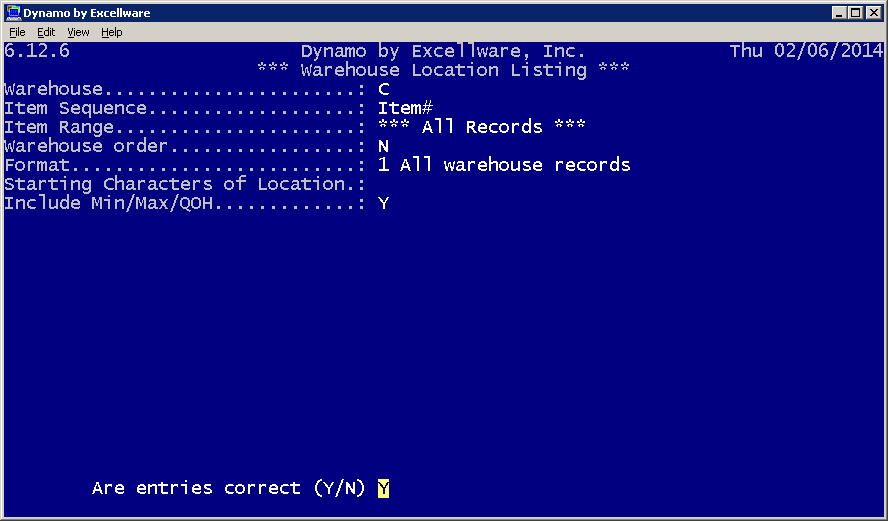 Dynamo by Excellware
File Edit View Help
6.12.6 Dynamo by Excellware, Inc. Thu 02/06/2014
*** Warehouse Location Listing ***
Warehouse.......................: C
Item Sequence...................: Item#
Item Range......................: *** All Records ***
Warehouse order.................: N
Format..........................: 1 All warehouse records
Starting Characters of Location.:
Include Min/Max/QOH.............: Y
Are entries correct (Y/N) Y